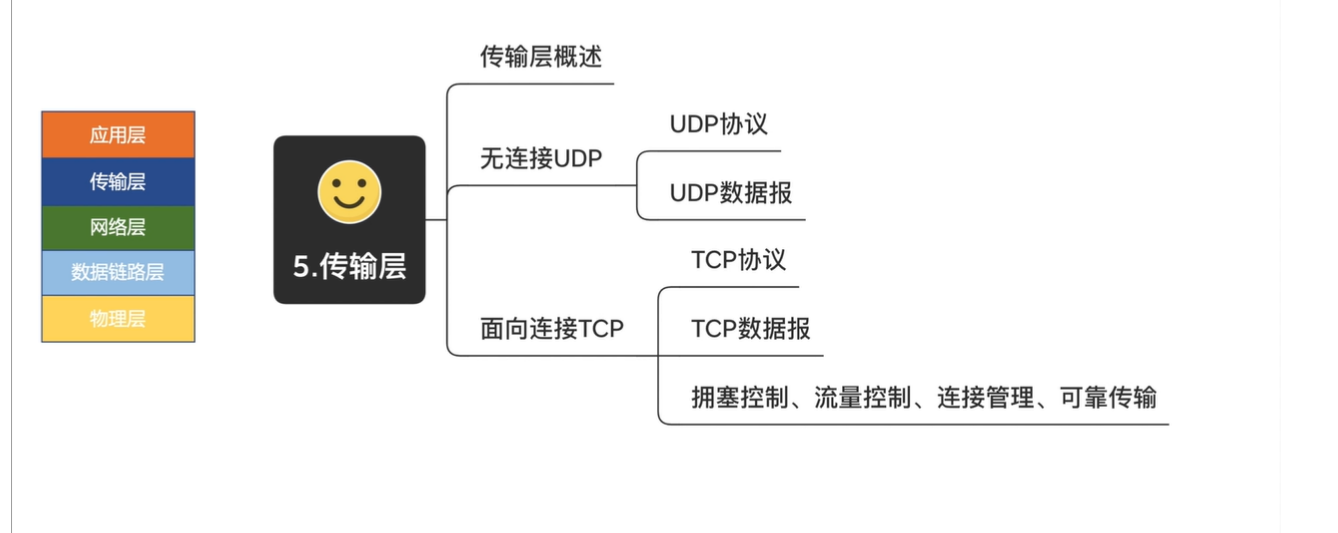 应用层
传输层
网络层
数据链路层
物理层
5.传输层
传输层概述
无连接UDP
UDP协议
UDP数据报
面向连接TCP
TCP协议
TCP数据报
拥塞控制、流量控制、连接管理、可靠传输